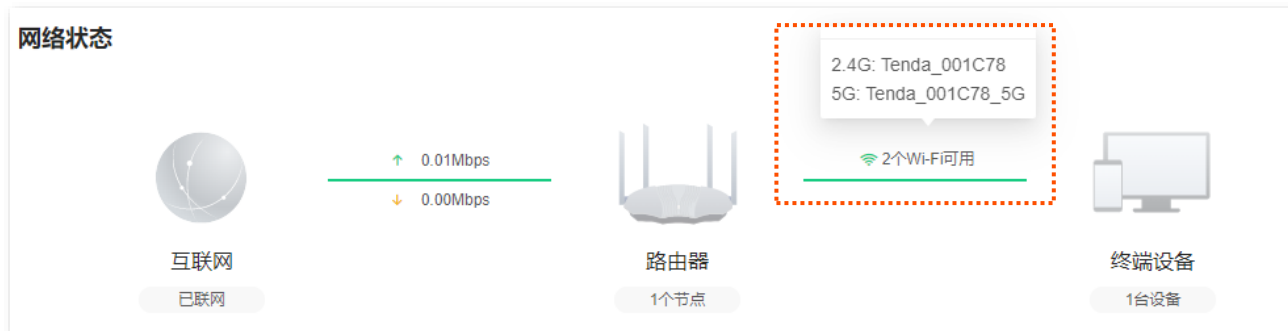 网络状态
2.4G: Tenda_001C78
5G: Tenda_001C78_5G
↑ 0.01Mbps
2个Wi-Fi可用
↓ 0.00Mbps
互联网
路由器
终端设备
已联网
1个节点
1台设备